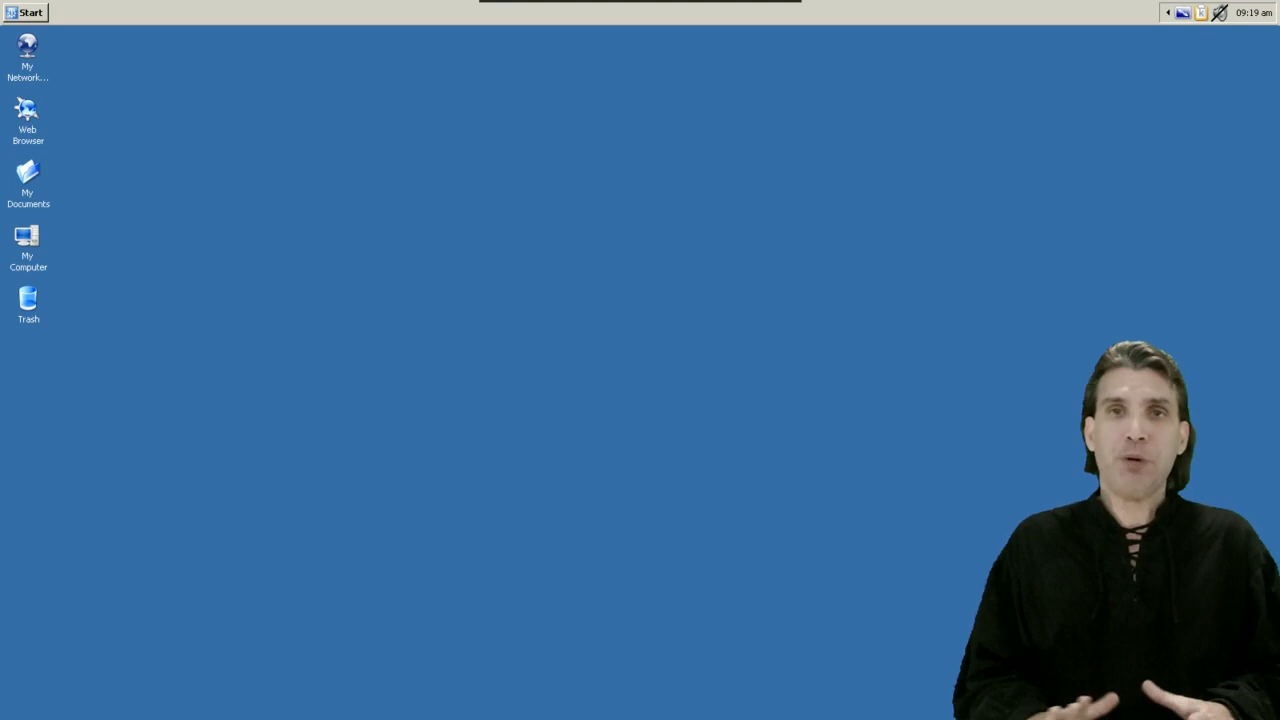 Start
09:19 am
My
Network...
Web
Browser
My
Documents
My
Computer
Trash